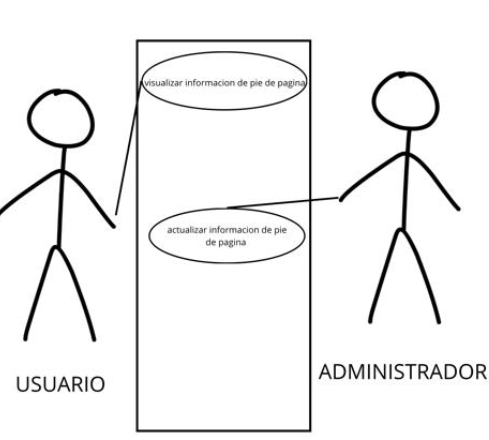 visualizar informacion de pie de pagina
actualizar informacion de pie
de pagina
USUARIO
ADMINISTRADOR